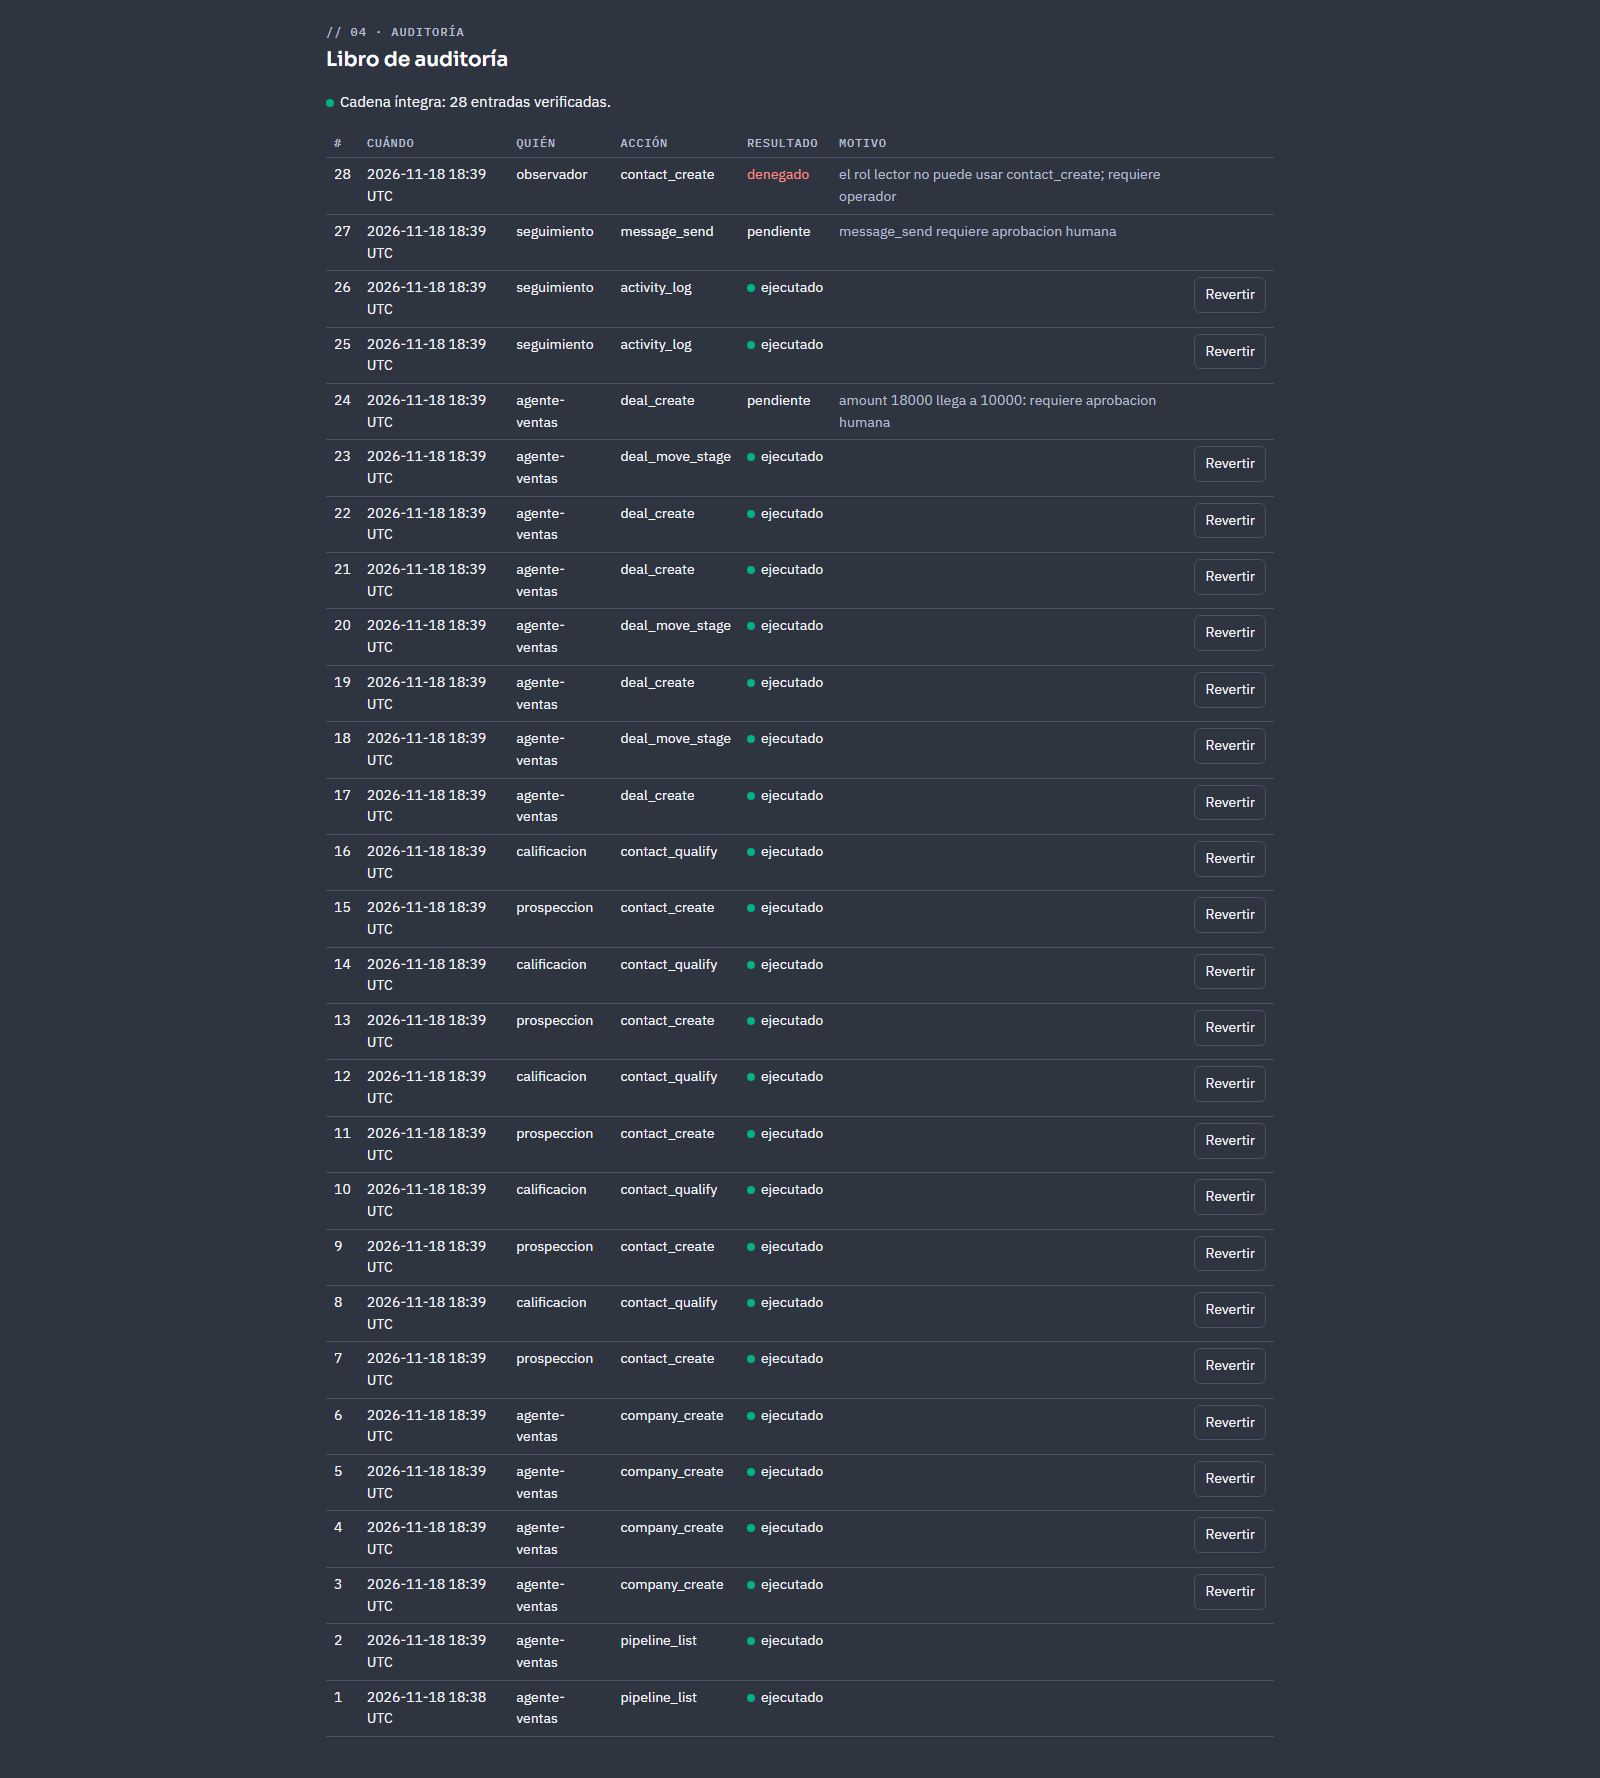 // 04 · AUDITORÍA
Libro de auditoría
Cadena íntegra: 28 entradas verificadas.
# CUÁNDO QUIÉN ACCIÓN RESULTADO MOTIVO
28 2026-11-18 18:39 observador contact_create denegado el rol lector no puede usar contact_create; requiere
UTC operador
27 2026-11-18 18:39 seguimiento message_send pendiente message_send requiere aprobacion humana
UTC
26 2026-11-18 18:39 seguimiento activity_log ejecutado Revertir
UTC
25 2026-11-18 18:39 seguimiento activity_log ejecutado Revertir
UTC
24 2026-11-18 18:39 agente- deal_create pendiente amount 18000 llega a 10000: requiere aprobacion
UTC ventas humana
23 2026-11-18 18:39 agente- deal_move_stage ejecutado Revertir
UTC ventas
22 2026-11-18 18:39 agente- deal_create ejecutado Revertir
UTC ventas
21 2026-11-18 18:39 agente- deal_create ejecutado Revertir
UTC ventas
20 2026-11-18 18:39 agente- deal_move_stage ejecutado Revertir
UTC ventas
19 2026-11-18 18:39 agente- deal_create ejecutado Revertir
UTC ventas
18 2026-11-18 18:39 agente- deal_move_stage ejecutado Revertir
UTC ventas
17 2026-11-18 18:39 agente- deal_create ejecutado Revertir
UTC ventas
16 2026-11-18 18:39 calificacion contact_qualify ejecutado Revertir
UTC
15 2026-11-18 18:39 prospeccion contact_create ejecutado Revertir
UTC
14 2026-11-18 18:39 calificacion contact_qualify ejecutado Revertir
UTC
13 2026-11-18 18:39 prospeccion contact_create ejecutado Revertir
UTC
12 2026-11-18 18:39 calificacion contact_qualify ejecutado Revertir
UTC
11 2026-11-18 18:39 prospeccion contact_create ejecutado Revertir
UTC
10 2026-11-18 18:39 calificacion contact_qualify ejecutado Revertir
UTC
9 2026-11-18 18:39 prospeccion contact_create ejecutado Revertir
UTC
8 2026-11-18 18:39 calificacion contact_qualify ejecutado Revertir
UTC
7 2026-11-18 18:39 prospeccion contact_create ejecutado Revertir
UTC
6 2026-11-18 18:39 agente- company_create ejecutado Revertir
UTC ventas
5 2026-11-18 18:39 agente- company_create ejecutado Revertir
UTC ventas
4 2026-11-18 18:39 agente- company_create ejecutado Revertir
UTC ventas
3 2026-11-18 18:39 agente- company_create ejecutado Revertir
UTC ventas
2 2026-11-18 18:39 agente- pipeline_list ejecutado
UTC ventas
1 2026-11-18 18:38 agente- pipeline_list ejecutado
UTC ventas